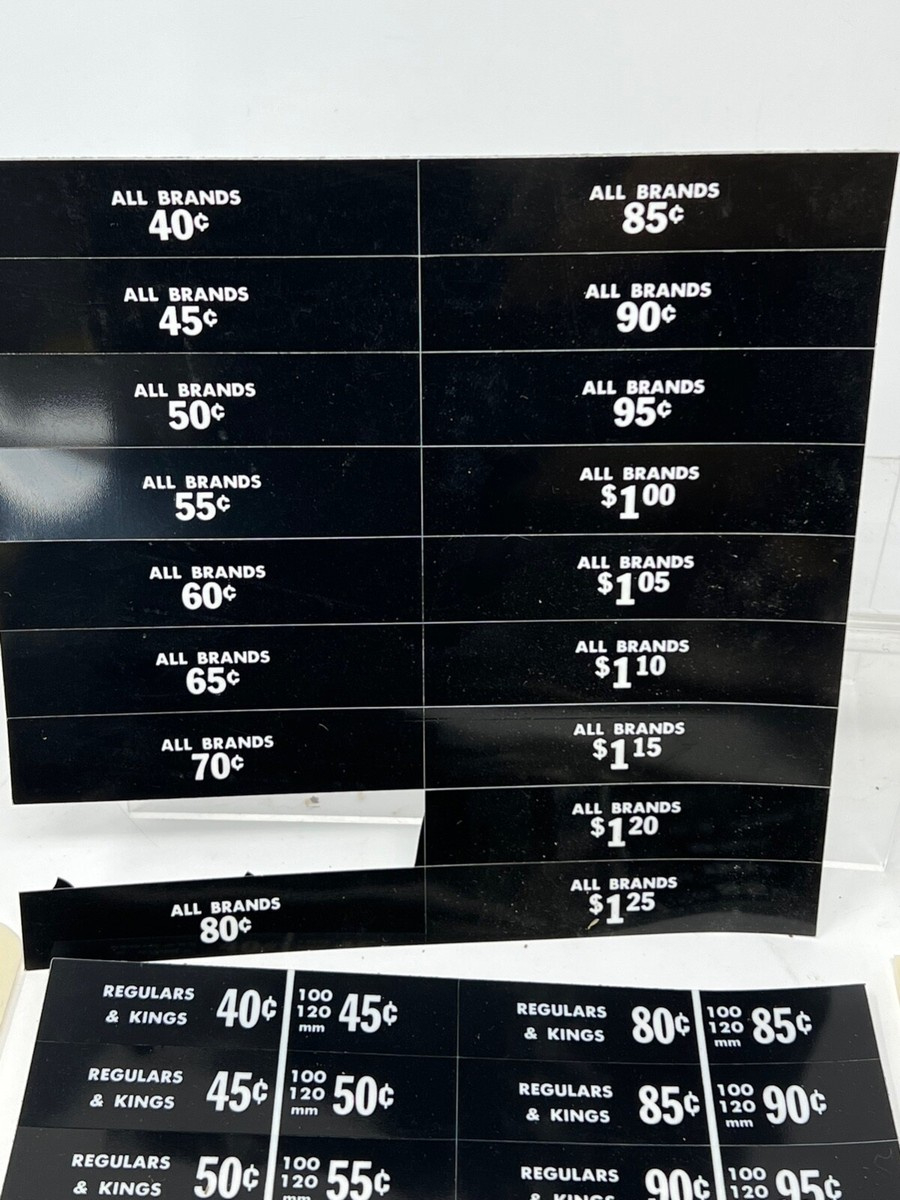 ALL BRANDS
40¢
ALL BRANDS
45¢
ALL BRANDS
50¢
ALL BRANDS
55¢
ALL BRANDS
60¢
ALL BRANDS
65¢
ALL BRANDS
70¢
ALL BRANDS
80¢
ALL BRANDS
85¢
ALL BRANDS
90¢
ALL BRANDS
95¢
ALL BRANDS
$1.00
ALL BRANDS
$1.05
ALL BRANDS
$1.10
ALL BRANDS
$1.15
ALL BRANDS
$1.20
ALL BRANDS
$1.25
REGULARS
& KINGS
40¢
100
120
mm
45¢
REGULARS
& KINGS
80¢
100
120
mm
85¢
REGULARS
& KINGS
45¢
100
120
mm
50¢
REGULARS
& KINGS
85¢
100
120
mm
90¢
REGULARS
& KINGS
50¢
100
120
mm
55¢
REGULARS
& KINGS
90¢
100
120
95¢